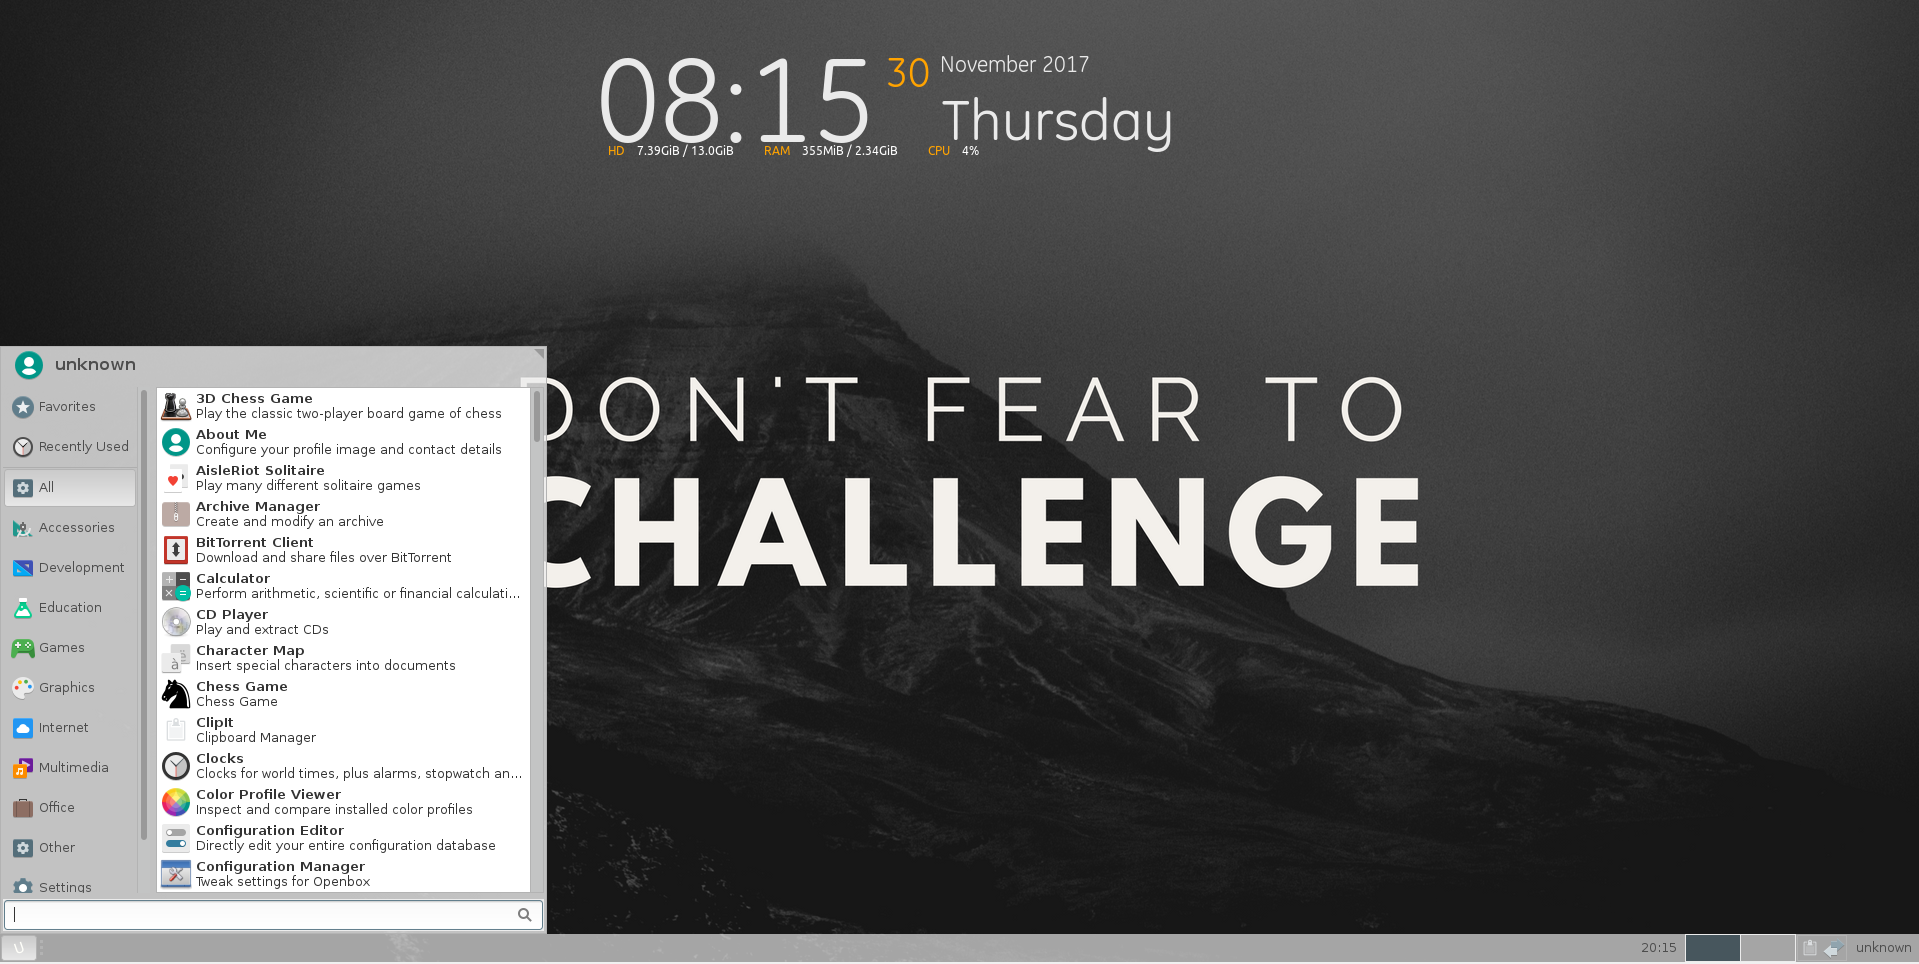 08:15 30 November 2017
Thursday
HD 7.39GiB / 13.0GiB RAM 355MiB / 2.34GiB CPU 4%
DON'T FEAR TO
CHALLENGE
unknown
Favorites
Recently Used
All
Accessories
Development
Education
Games
Graphics
Internet
Multimedia
Office
Other
Settings
3D Chess Game
Play the classic two-player board game of chess
About Me
Configure your profile image and contact details
AisleRiot Solitaire
Play many different solitaire games
Archive Manager
Create and modify an archive
BitTorrent Client
Download and share files over BitTorrent
Calculator
Perform arithmetic, scientific or financial calculati...
CD Player
Play and extract CDs
Character Map
Insert special characters into documents
Chess Game
Chess Game
ClipIt
Clipboard Manager
Clocks
Clocks for world times, plus alarms, stopwatch an...
Color Profile Viewer
Inspect and compare installed color profiles
Configuration Editor
Directly edit your entire configuration database
Configuration Manager
Tweak settings for Openbox
20:15
unknown